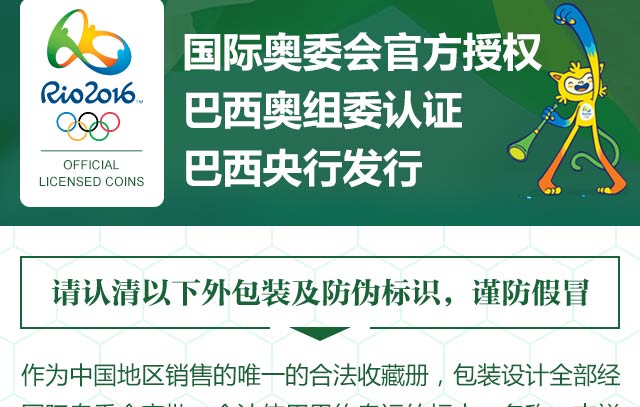 国际奥委会官方授权
巴西奥组委认证
巴西央行发行
Rio2016
OFFICIAL
LICENSED COINS
请认清以下外包装及防伪标识，谨防假冒
作为中国地区销售的唯一的合法收藏册，包装设计全部经